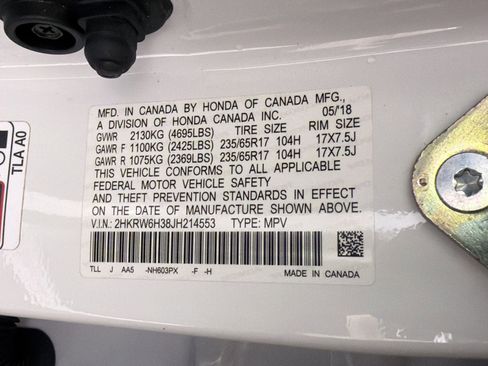 MFD. IN CANADA BY HONDA OF CANADA MFG.,
A DIVISION OF HONDA CANADA INC. 05/18
GVWR 2130KG (4695LBS) TIRE SIZE RIM SIZE
GAWR F 1100KG (2425LBS) 235/65R17 104H 17X7.5J
GAWR R 1075KG (2369LBS) 235/65R17 104H 17X7.5J
THIS VEHICLE CONFORMS TO ALL APPLICABLE
FEDERAL MOTOR VEHICLE SAFETY
AND THEFT PREVENTION STANDARDS IN EFFECT
ON THE DATE OF MANUFACTURE SHOWN ABOVE.
V.I.N.: 2HKRW6H38JH214553 TYPE: MPV
TLL J AA5 -NH603PX -F -H MADE IN CANADA
TLA A0